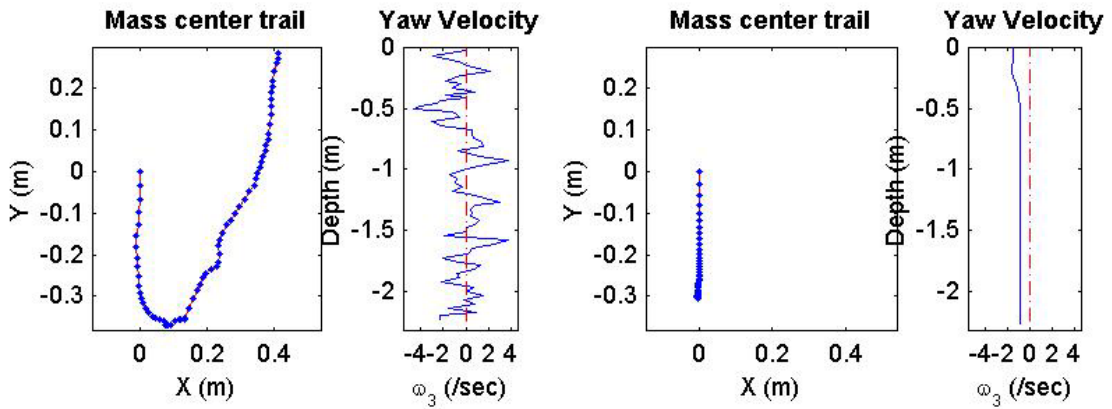 Mass center trail Yaw Velocity Mass center trail Yaw Velocity
0.2
0.1
0
-0.1
-0.2
-0.3
Y (m)
0 0.2 0.4
X (m)
0
-0.5
-1
-1.5
-2
Depth (m)
-4 -2 0 2 4
ω_3 (/sec)
0.2
0.1
0
-0.1
-0.2
-0.3
Y (m)
0 0.2 0.4
X (m)
0
-0.5
-1
-1.5
-2
Depth (m)
-4 -2 0 2 4
ω_3 (/sec)